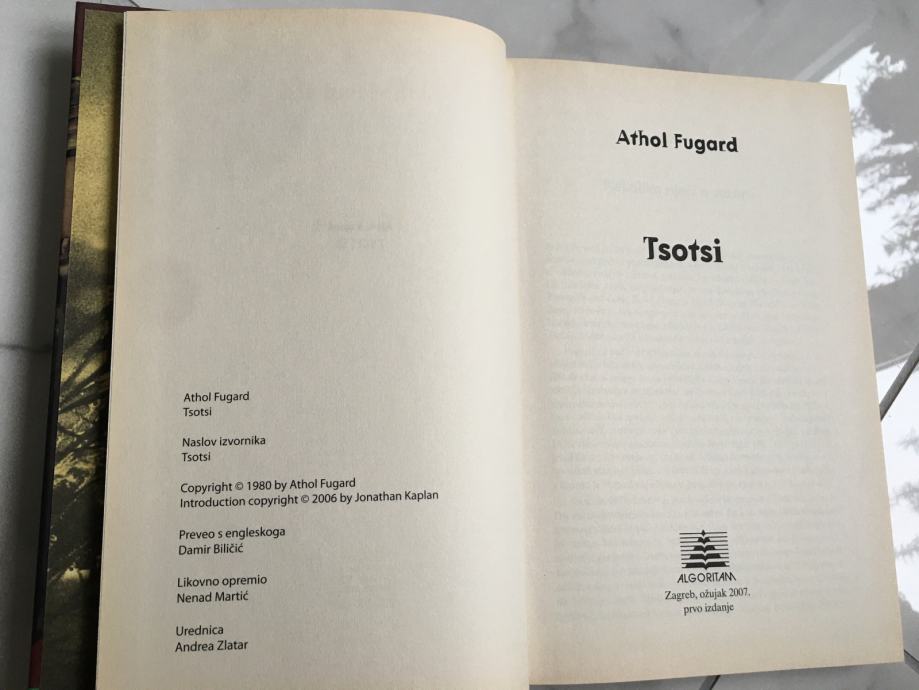 Athol Fugard
Tsotsi
Naslov izvornika
Tsotsi
Copyright © 1980 by Athol Fugard
Introduction copyright © 2006 by Jonathan Kaplan
Preveo s engleskoga
Damir Biličić
Likovno opremio
Nenad Martić
Urednica
Andrea Zlatar
Athol Fugard
Tsotsi
ALGORITAM
Zagreb, ožujak 2007.
prvo izdanje